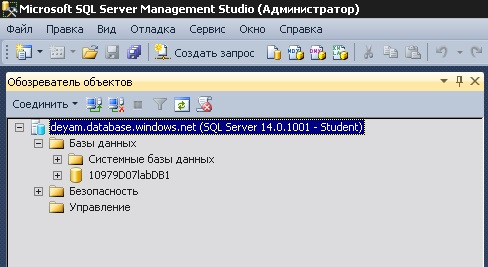 Microsoft SQL Server Management Studio (Администратор)
Файл Правка Вид Отладка Сервис Окно Справка
Создать запрос
Обозреватель объектов
Соединить
deyam.database.windows.net (SQL Server 14.0.1001 - Student)
Базы данных
Системные базы данных
10979D07labDB1
Безопасность
Управление